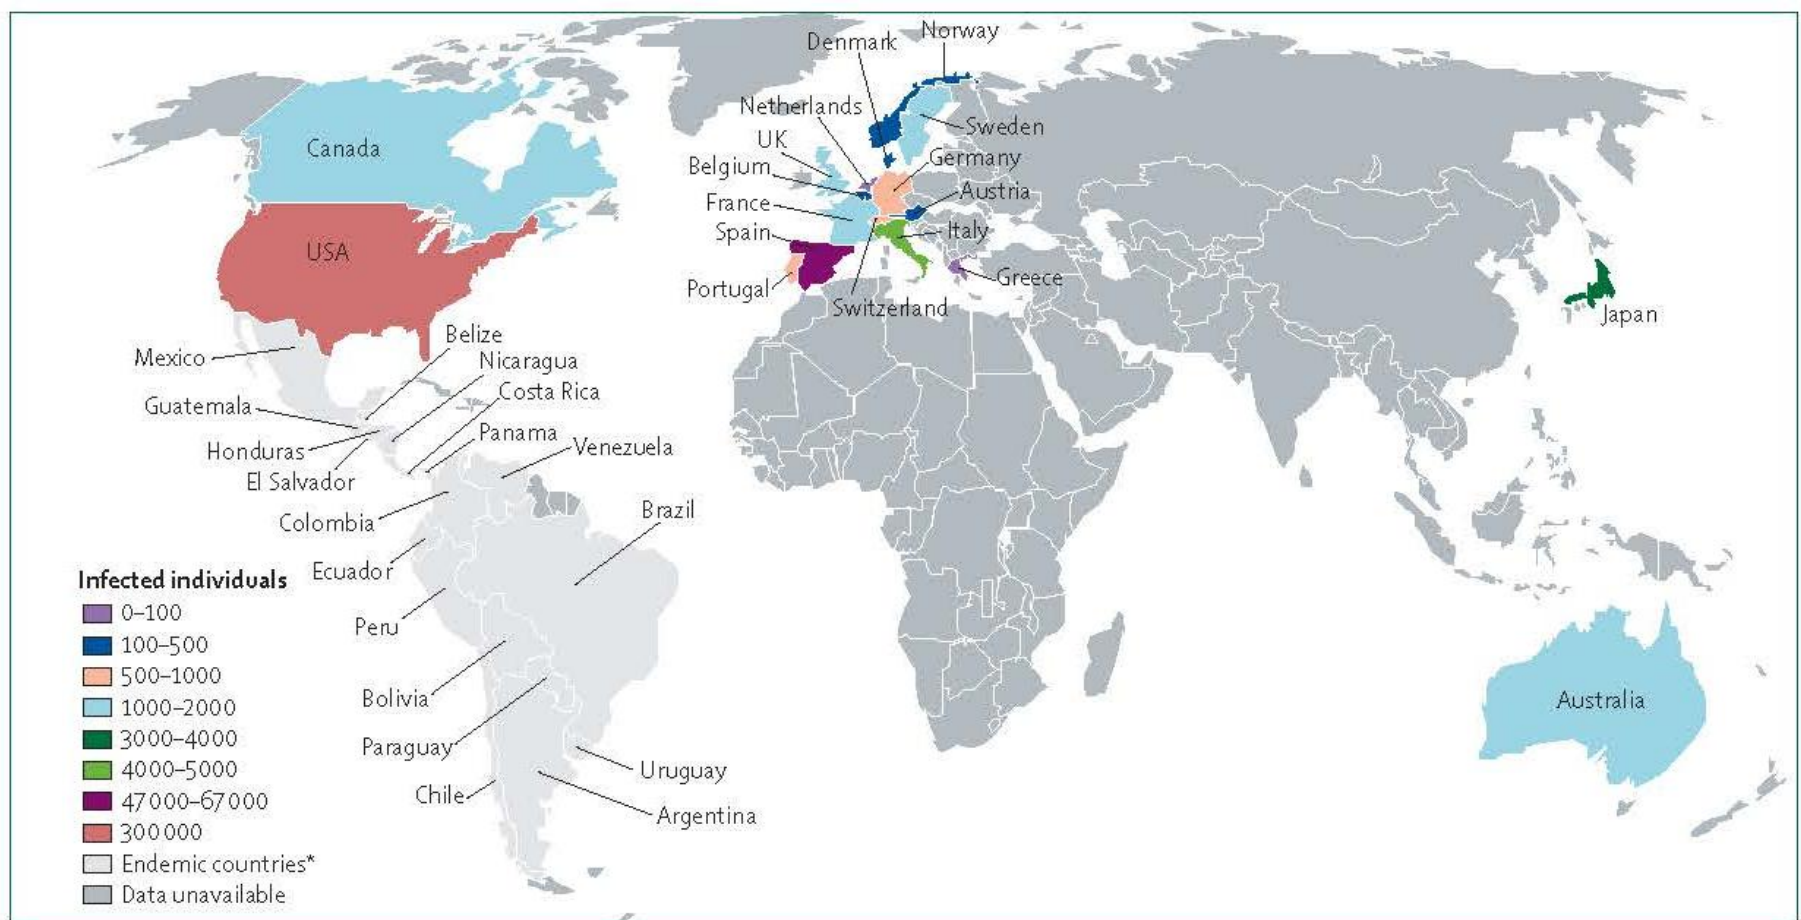 Norway
Denmark
Netherlands
UK
Sweden
Belgium
Germany
Canada
Austria
France
Spain
Italy
USA
Portugal
Greece
Switzerland
Japan
Belize
Mexico
Nicaragua
Costa Rica
Guatemala
Panama
Honduras
Venezuela
El Salvador
Colombia
Brazil
Ecuador
Peru
Bolivia
Australia
Paraguay
Uruguay
Chile
Argentina
Infected individuals
0–100
100–500
500–1000
1000–2000
3000–4000
4000–5000
47 000–67 000
300 000
Endemic countries*
Data unavailable